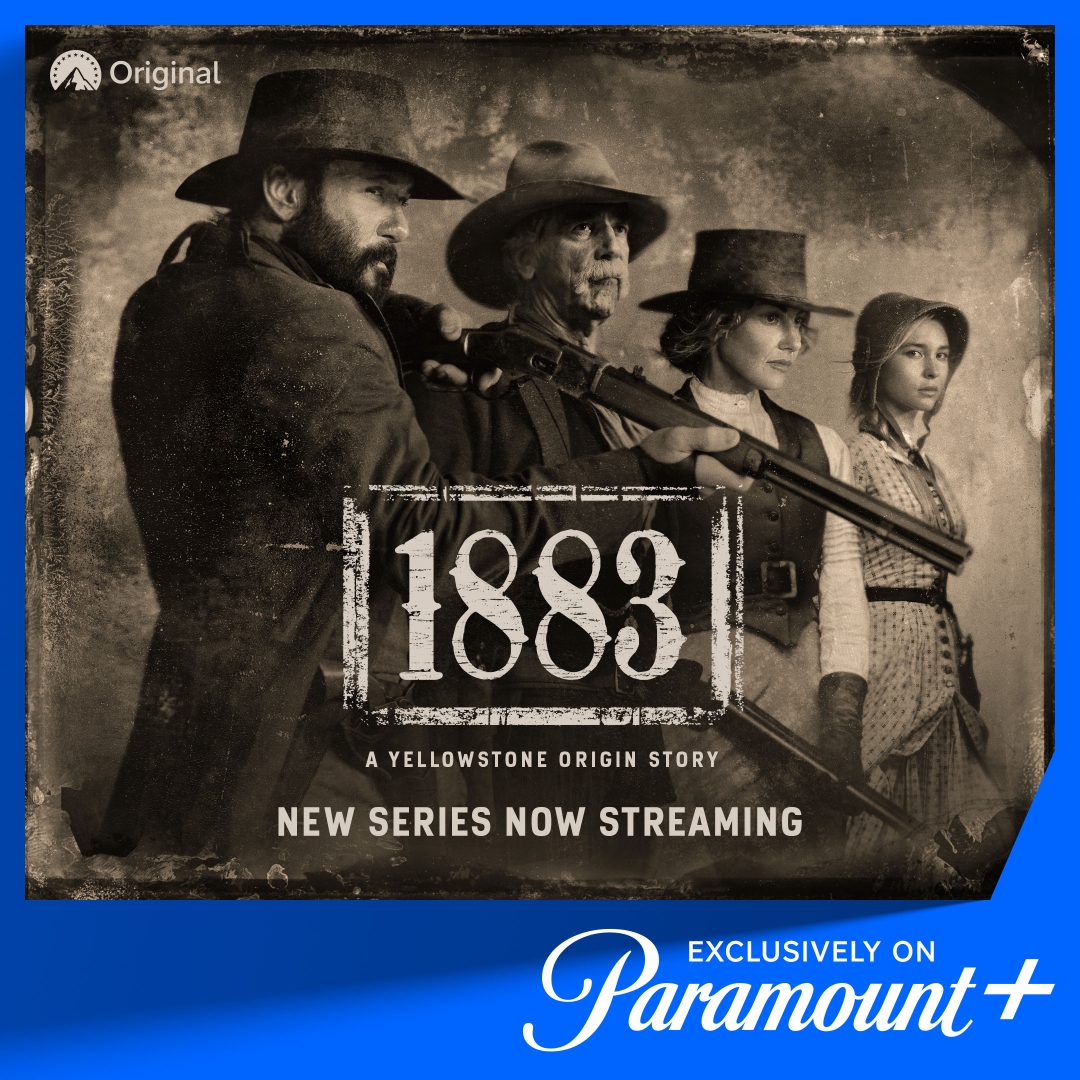 Original
1883
A YELLOWSTONE ORIGIN STORY
NEW SERIES NOW STREAMING
EXCLUSIVELY ON
Paramount+